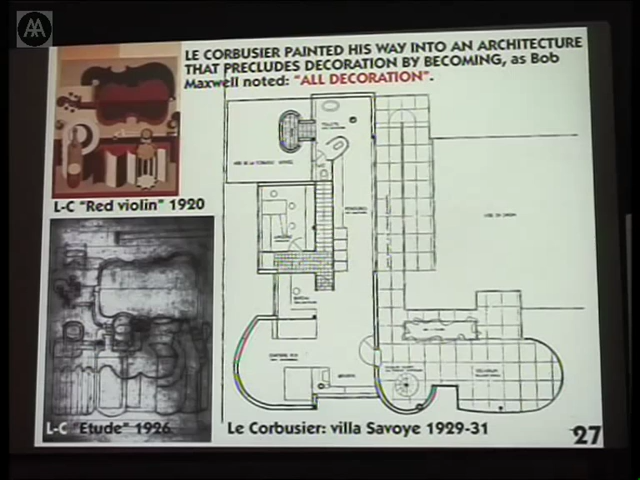 AA
LE CORBUSIER PAINTED HIS WAY INTO AN ARCHITECTURE
THAT PRECLUDES DECORATION BY BECOMING, as Bob
Maxwell noted: "ALL DECORATION".
L-C "Red violin" 1920
L-C "Etude" 1926
Le Corbusier: villa Savoye 1929-31
27